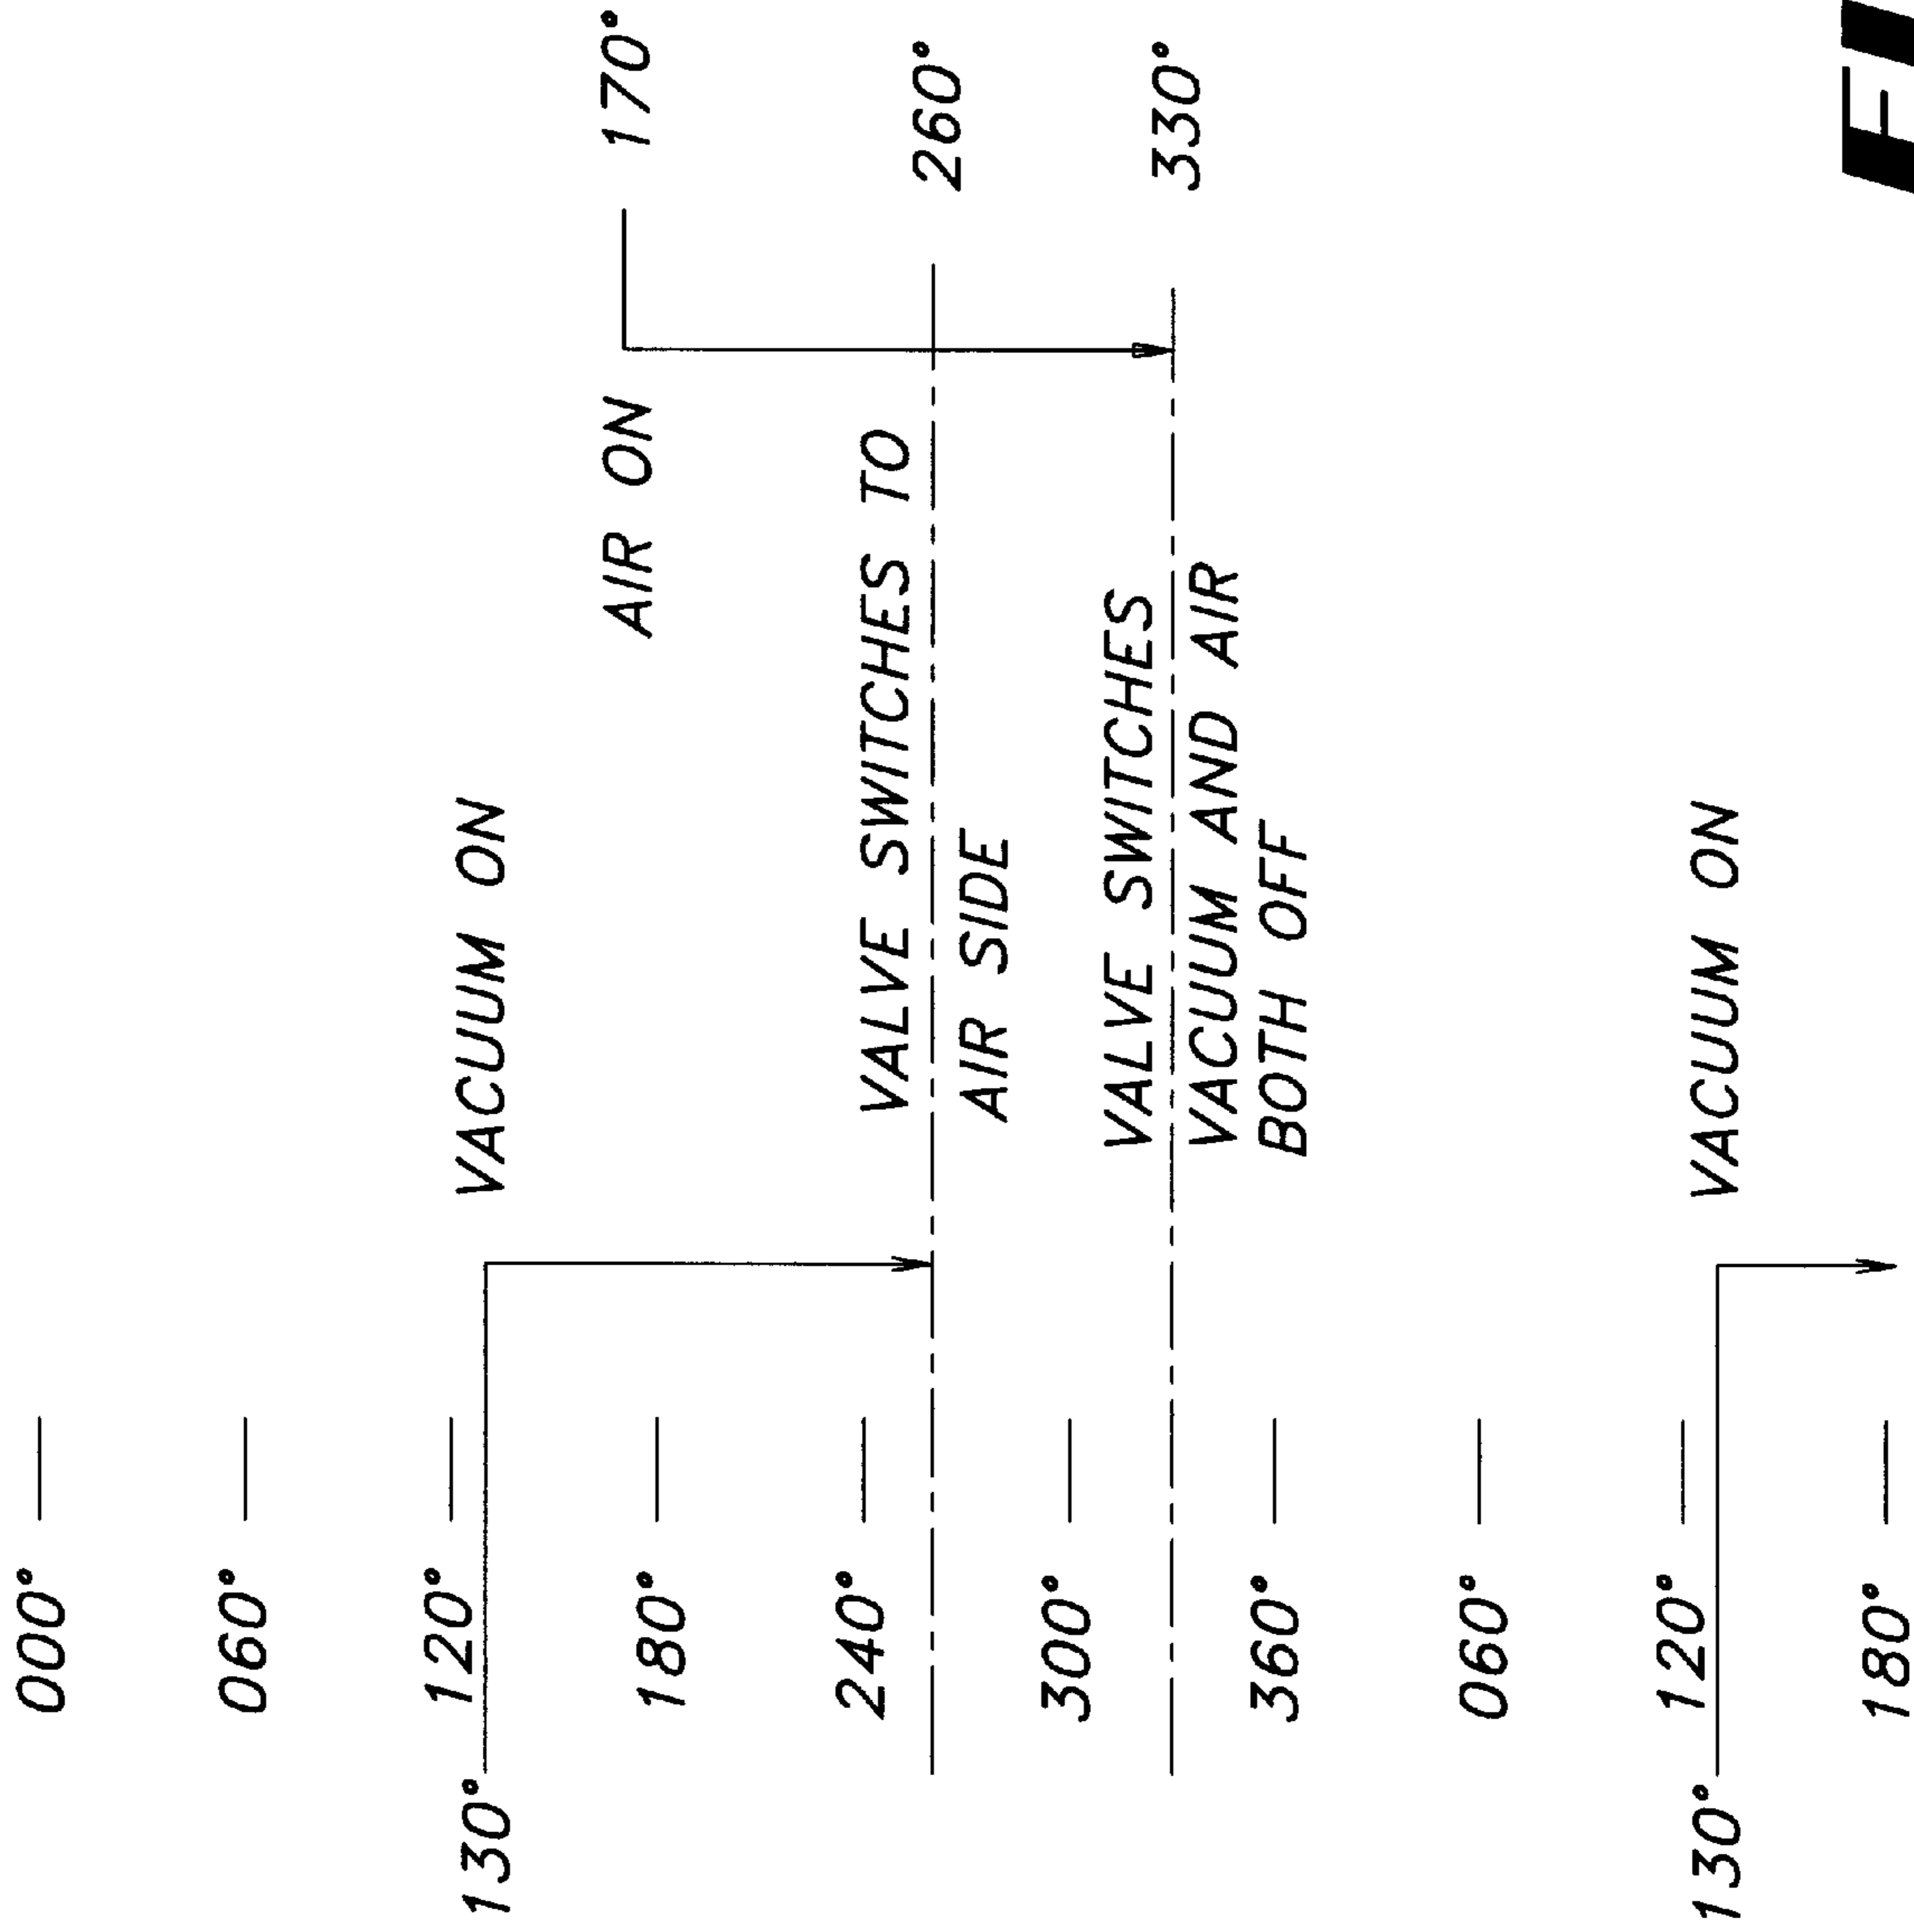 000°
060°
120°
130°
180°
240°
300°
360°
060°
120°
130°
180°
VACUUM ON
VALVE SWITCHES TO
AIR SIDE
VALVE SWITCHES
VACUUM AND AIR
BOTH OFF
VACUUM ON
AIR ON
170°
260°
330°